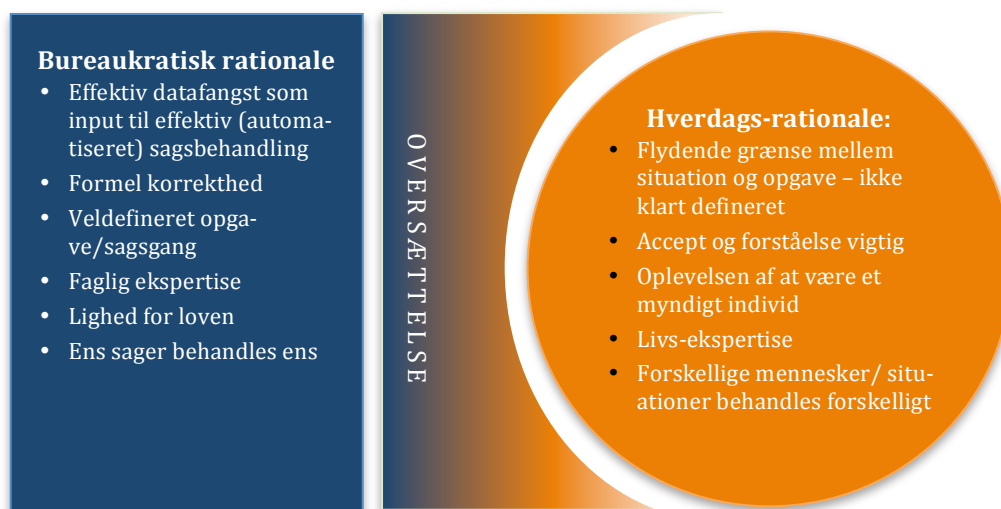 Bureaukratisk rationale
• Effektiv datafangst som
input til effektiv (automa-
tiseret) sagsbehandling
• Formel korrekthed
• Veldefineret opga-
ve/sagsgang
• Faglig ekspertise
• Lighed for loven
• Ens sager behandles ens
OVERSÆTTELSE
Hverdags-rationale:
• Flydende grænse mellem
situation og opgave – ikke
klart defineret
• Accept og forståelse vigtig
• Oplevelsen af at være et
myndigt individ
• Livs-ekspertise
• Forskellige mennesker/ situ-
ationer behandles forskelligt